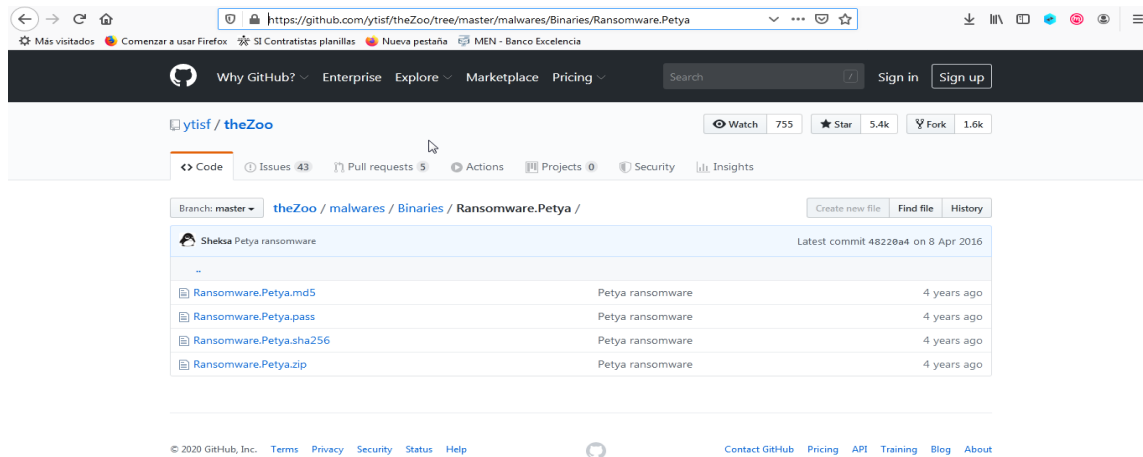 https://github.com/ytisf/theZoo/tree/master/malwares/Binaries/Ransomware.Petya
Más visitados Comenzar a usar Firefox SI Contratistas planillas Nueva pestaña MEN - Banco Excelencia
Why GitHub? Enterprise Explore Marketplace Pricing Search / Sign in Sign up
ytisf / theZoo Watch 755 Star 5.4k Fork 1.6k
<> Code Issues 43 Pull requests 5 Actions Projects 0 Security Insights
Branch: master theZoo / malwares / Binaries / Ransomware.Petya / Create new file Find file History
Sheksa Petya ransomware Latest commit 48220a4 on 8 Apr 2016
..
Ransomware.Petya.md5 Petya ransomware 4 years ago
Ransomware.Petya.pass Petya ransomware 4 years ago
Ransomware.Petya.sha256 Petya ransomware 4 years ago
Ransomware.Petya.zip Petya ransomware 4 years ago
© 2020 GitHub, Inc. Terms Privacy Security Status Help Contact GitHub Pricing API Training Blog About